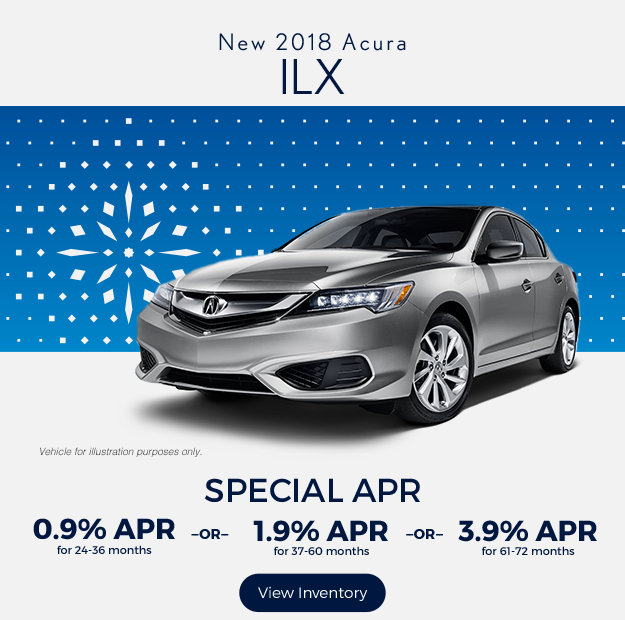 New 2018 Acura
ILX
Vehicle for illustration purposes only.
SPECIAL APR
0.9% APR –OR– 1.9% APR –OR– 3.9% APR
for 24-36 months for 37-60 months for 61-72 months
View Inventory